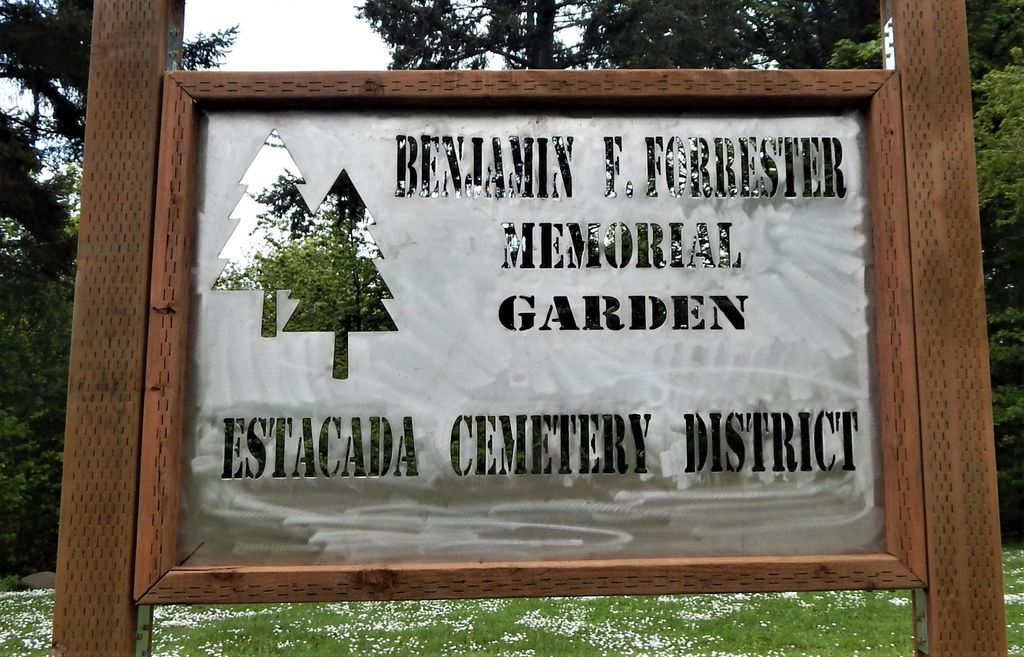 BENJAMIN F. FORRESTER
MEMORIAL
GARDEN
ESTACADA CEMETERY DISTRICT